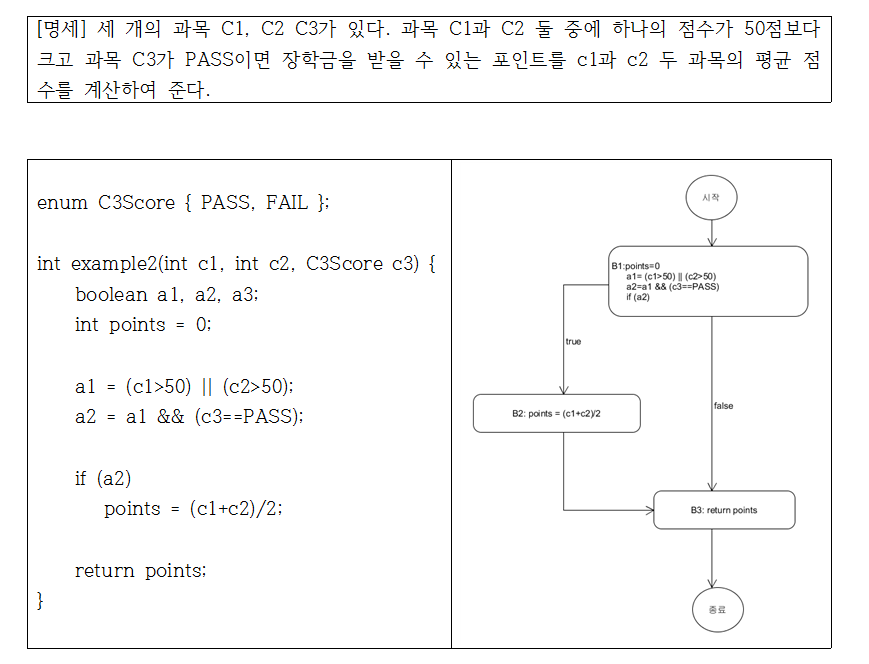 [명세] 세 개의 과목 C1, C2 C3가 있다. 과목 C1과 C2 둘 중에 하나의 점수가 50점보다
크고 과목 C3가 PASS이면 장학금을 받을 수 있는 포인트를 c1과 c2 두 과목의 평균 점
수를 계산하여 준다.
enum C3Score { PASS, FAIL };
int example2(int c1, int c2, C3Score c3) {
boolean a1, a2, a3;
int points = 0;
a1 = (c1>50) || (c2>50);
a2 = a1 && (c3==PASS);
if (a2)
points = (c1+c2)/2;
return points;
}
시작
B1:points=0
a1= (c1>50) || (c2>50)
a2=a1 && (c3==PASS)
if (a2)
true
false
B2: points = (c1+c2)/2
B3: return points
종료